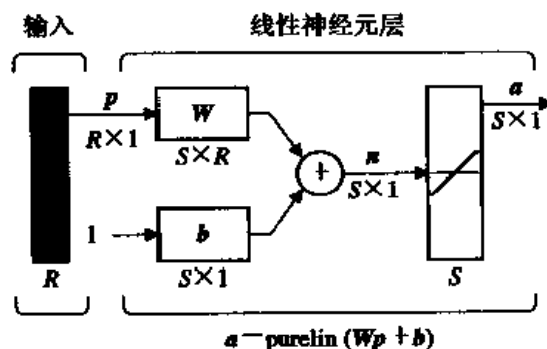 输入 线性神经元层
p W a
R×1 S×R S×1
+ n
S×1
1 b
R S×1 S
a－purelin (Wp＋b)